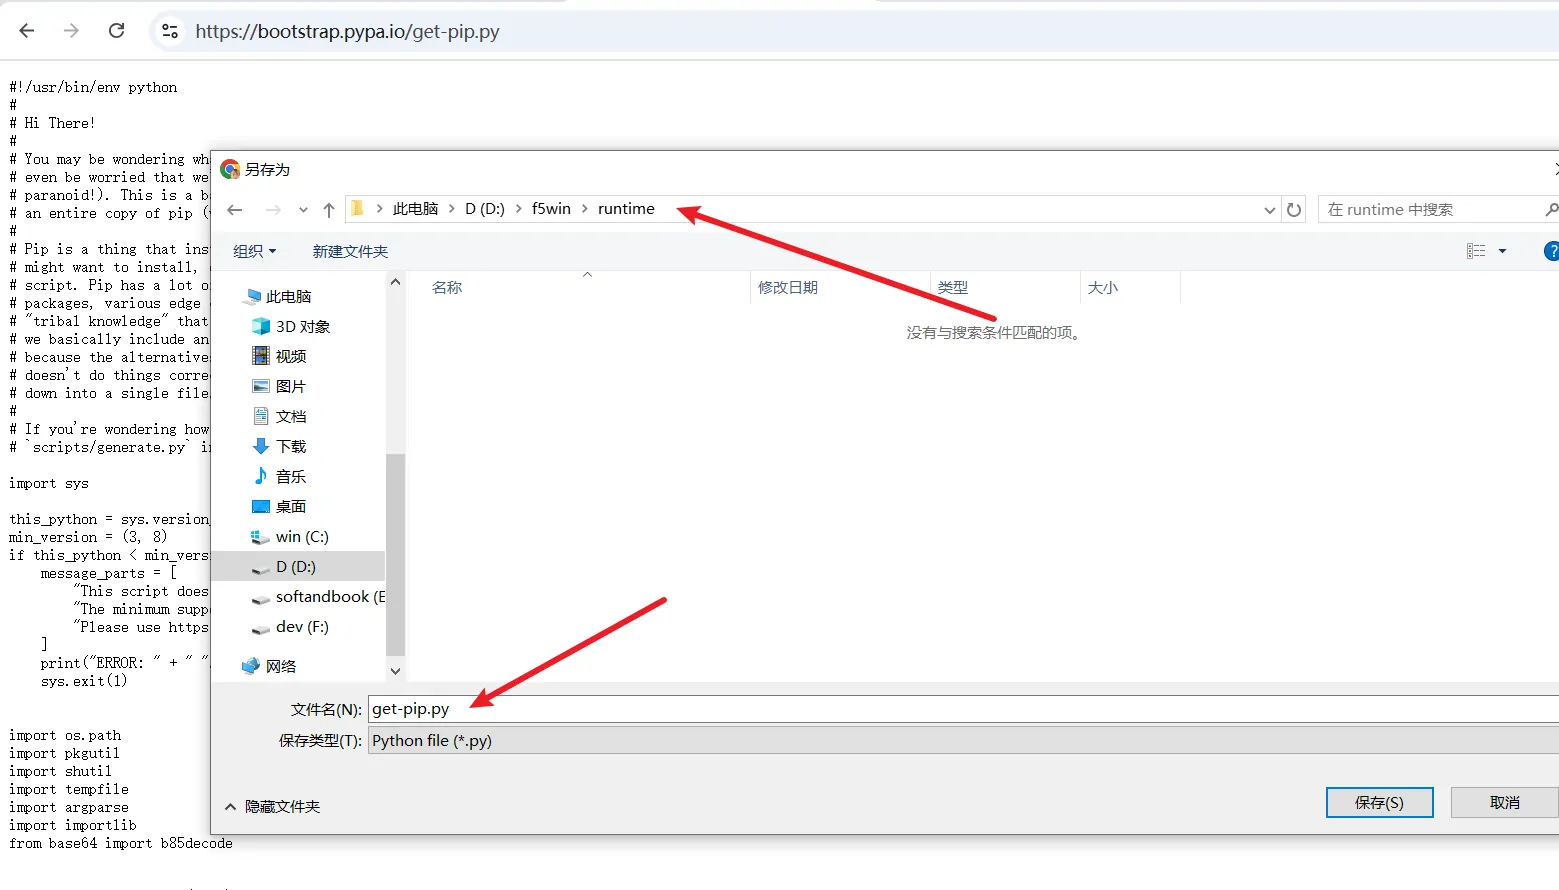 https://bootstrap.pypa.io/get-pip.py
#!/usr/bin/env python
#
# Hi There!
#
# You may be wondering
# even be worried that we
# paranoid!). This is a
# an entire copy of pip (
#
# Pip is a thing that
# might want to install,
# script. Pip has a lot
# packages, various edge
# "tribal knowledge" that
# we basically include an
# because the
# doesn't do things
# down into a single file
#
# If you're wondering how
# `scripts/generate.py`
import sys
this_python = sys.version_
min_version = (3, 8)
if this_python <
message_parts = [
"This script does
"The minimum
"Please use https
]
print("ERROR: " + "
sys.exit(1)
import os.path
import pkgutil
import shutil
import tempfile
import argparse
import importlib
from base64 import b85decode
另存为
此电脑 > D (D:) > f5win > runtime
在 runtime 中搜索
组织 新建文件夹
名称 修改日期 类型 大小
没有与搜索条件匹配的项。
此电脑
3D 对象
视频
图片
文档
下载
音乐
桌面
win (C:)
D (D:)
softandbook (E
dev (F:)
网络
文件名(N): get-pip.py
保存类型(T): Python file (*.py)
隐藏文件夹
保存(S) 取消